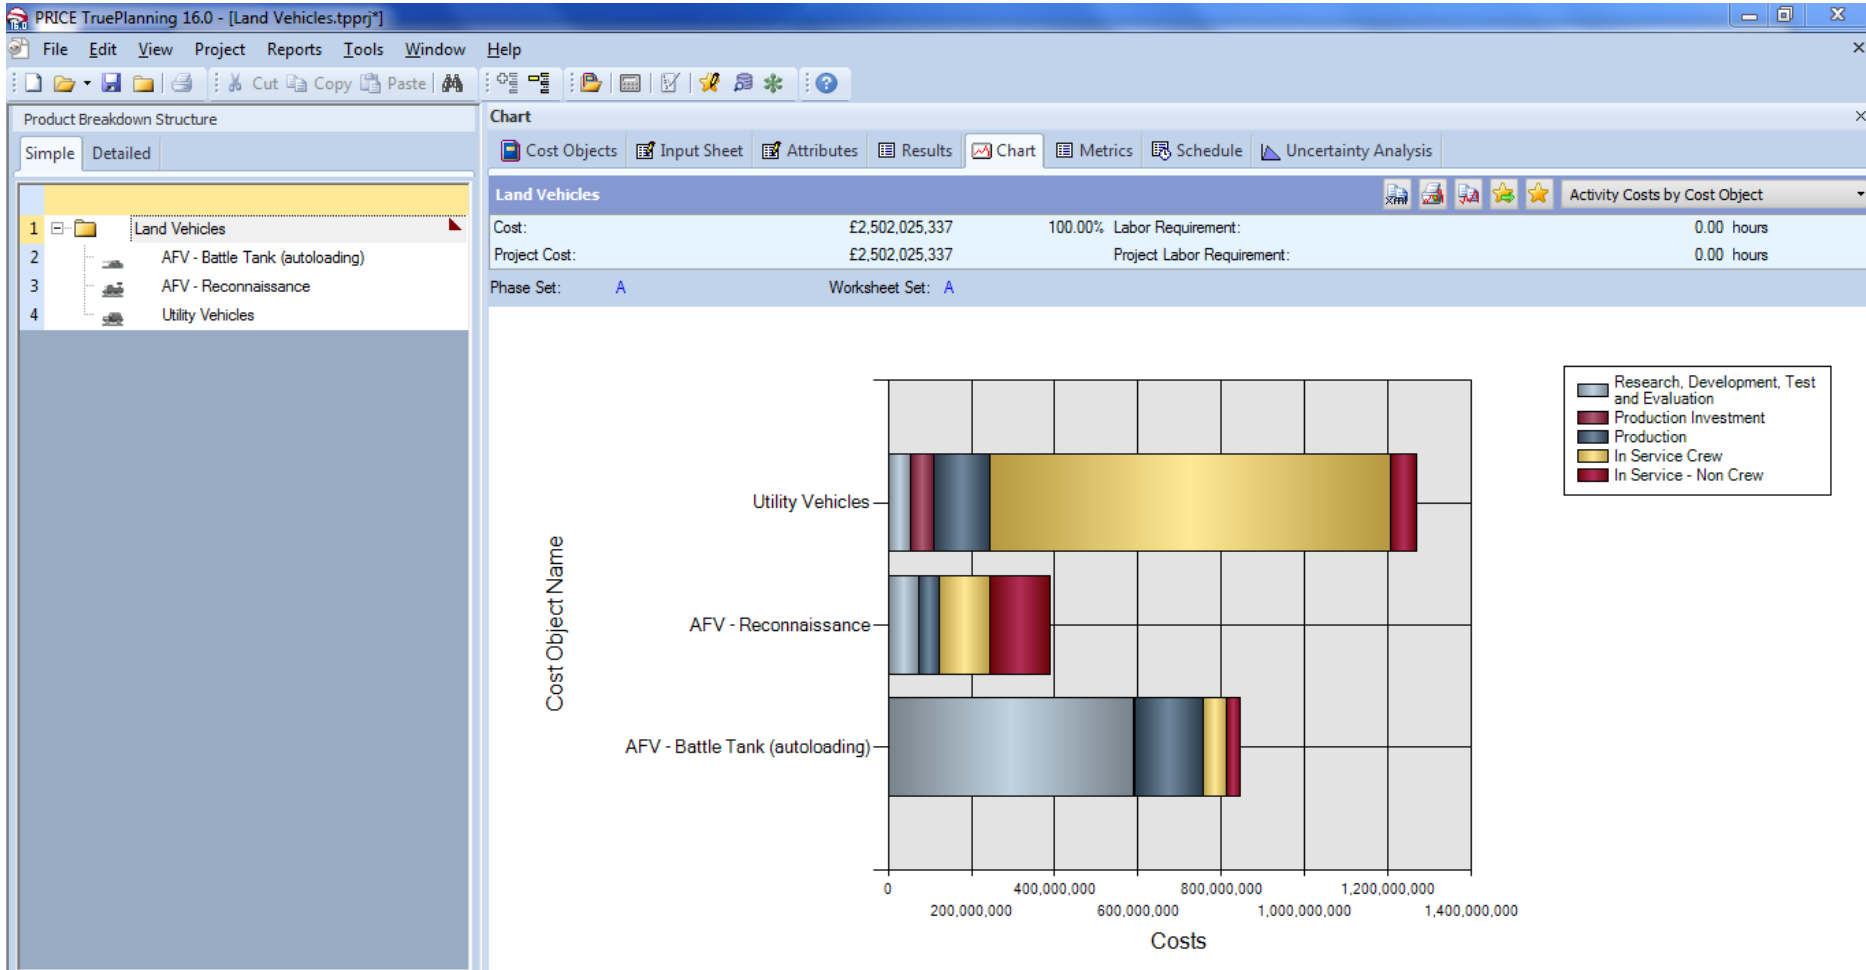 PRICE TruePlanning 16.0 - [Land Vehicles.tpprj*]
File Edit View Project Reports Tools Window Help
Cut Copy Paste
Product Breakdown Structure
Simple Detailed
1 Land Vehicles
2 AFV - Battle Tank (autoloading)
3 AFV - Reconnaissance
4 Utility Vehicles
Chart
Cost Objects Input Sheet Attributes Results Chart Metrics Schedule Uncertainty Analysis
Land Vehicles Activity Costs by Cost Object
Cost: £2,502,025,337 100.00% Labor Requirement: 0.00 hours
Project Cost: £2,502,025,337 Project Labor Requirement: 0.00 hours
Phase Set: A Worksheet Set: A
Research, Development, Test
and Evaluation
Production Investment
Production
In Service Crew
In Service - Non Crew
Cost Object Name
Utility Vehicles
AFV - Reconnaissance
AFV - Battle Tank (autoloading)
0 400,000,000 800,000,000 1,200,000,000
200,000,000 600,000,000 1,000,000,000 1,400,000,000
Costs